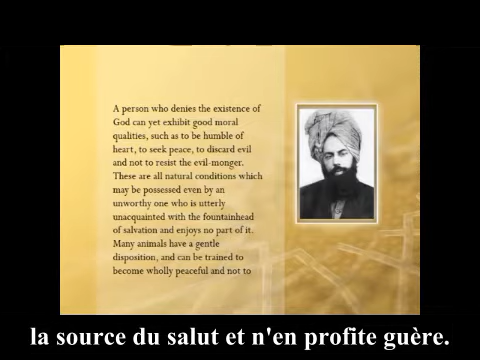 A person who denies the existence of
God can yet exhibit good moral
qualities, such as to be humble of
heart, to seek peace, to discard evil
and not to resist the evil-monger.
These are all natural conditions which
may be possessed even by an
unworthy one who is utterly
unacquainted with the fountainhead
of salvation and enjoys no part of it.
Many animals have a gentle
disposition, and can be trained to
become wholly peaceful and not to
la source du salut et n'en profite guère.